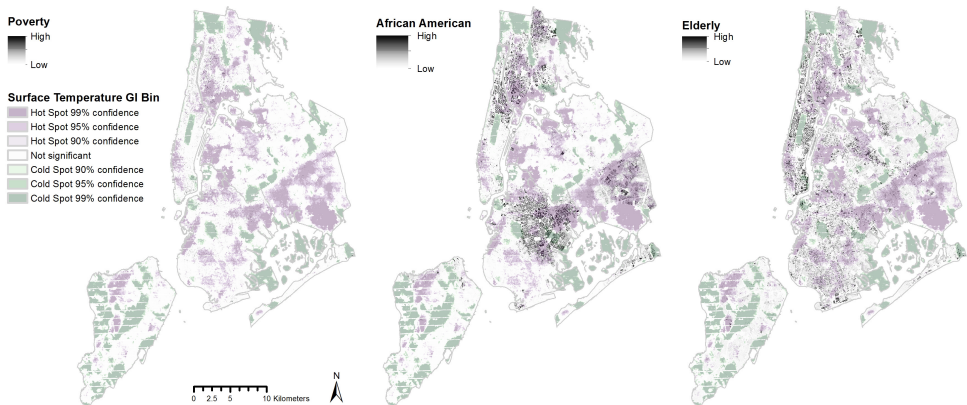 Poverty
High
Low
Surface Temperature GI Bin
Hot Spot 99% confidence
Hot Spot 95% confidence
Hot Spot 90% confidence
Not significant
Cold Spot 90% confidence
Cold Spot 95% confidence
Cold Spot 99% confidence
African American
High
Low
Elderly
High
Low
N
0 2.5 5 10 Kilometers